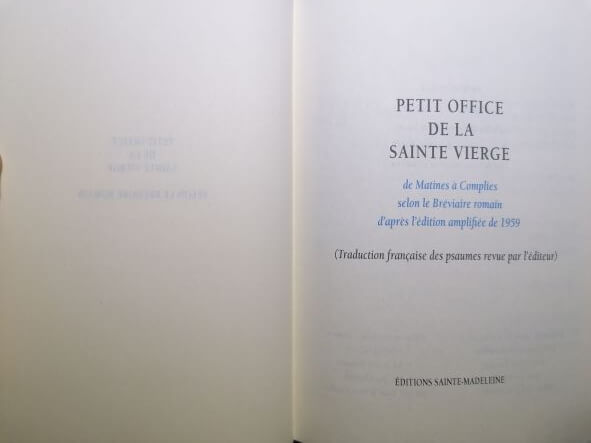 PETIT OFFICE
DE LA
SAINTE VIERGE
de Matines à Complies
selon le Bréviaire romain
d'après l'édition amplifiée de 1959
(Traduction française des psaumes revue par l'éditeur)
ÉDITIONS SAINTE-MADELEINE